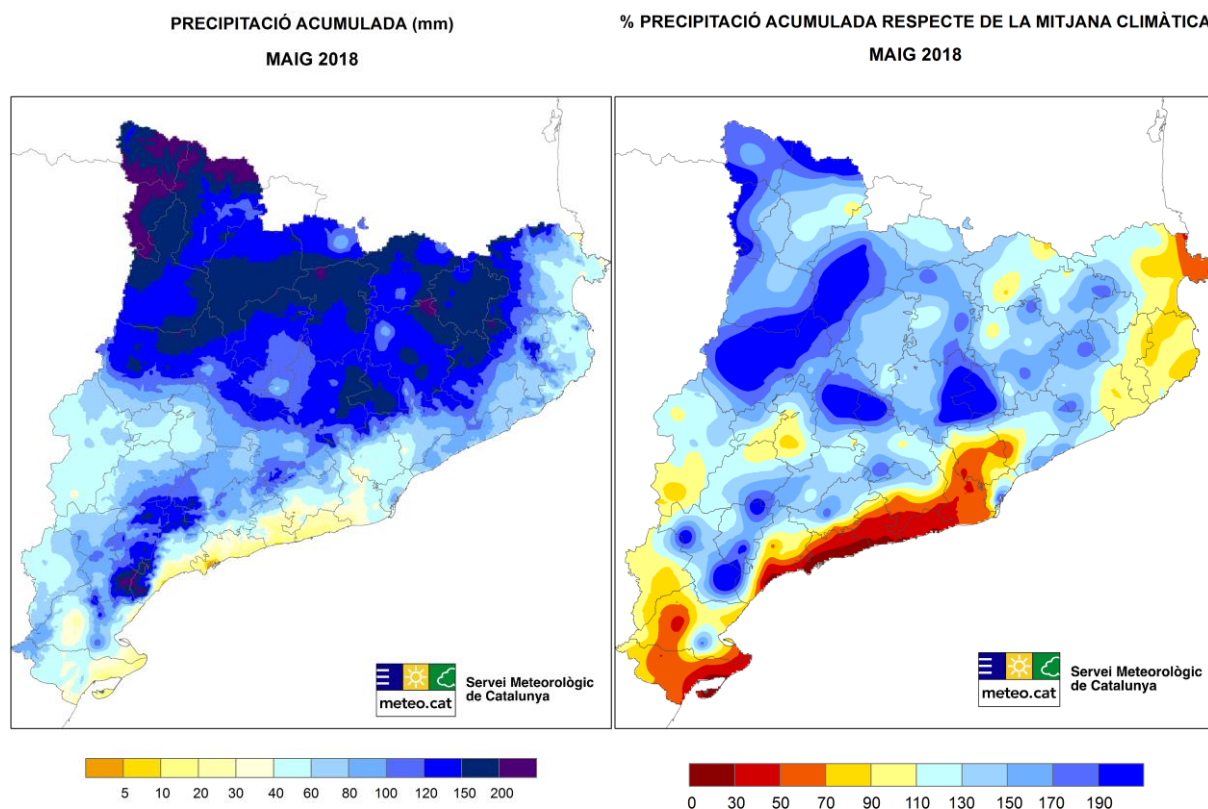 PRECIPITACIÓ ACUMULADA (mm)
MAIG 2018
% PRECIPITACIÓ ACUMULADA RESPECTE DE LA MITJANA CLIMÀTICA
MAIG 2018
meteo.cat
Servei Meteorològic
de Catalunya
meteo.cat
Servei Meteorològic
de Catalunya
5 10 20 30 40 60 80 100 120 150 200
0 30 50 70 90 110 130 150 170 190